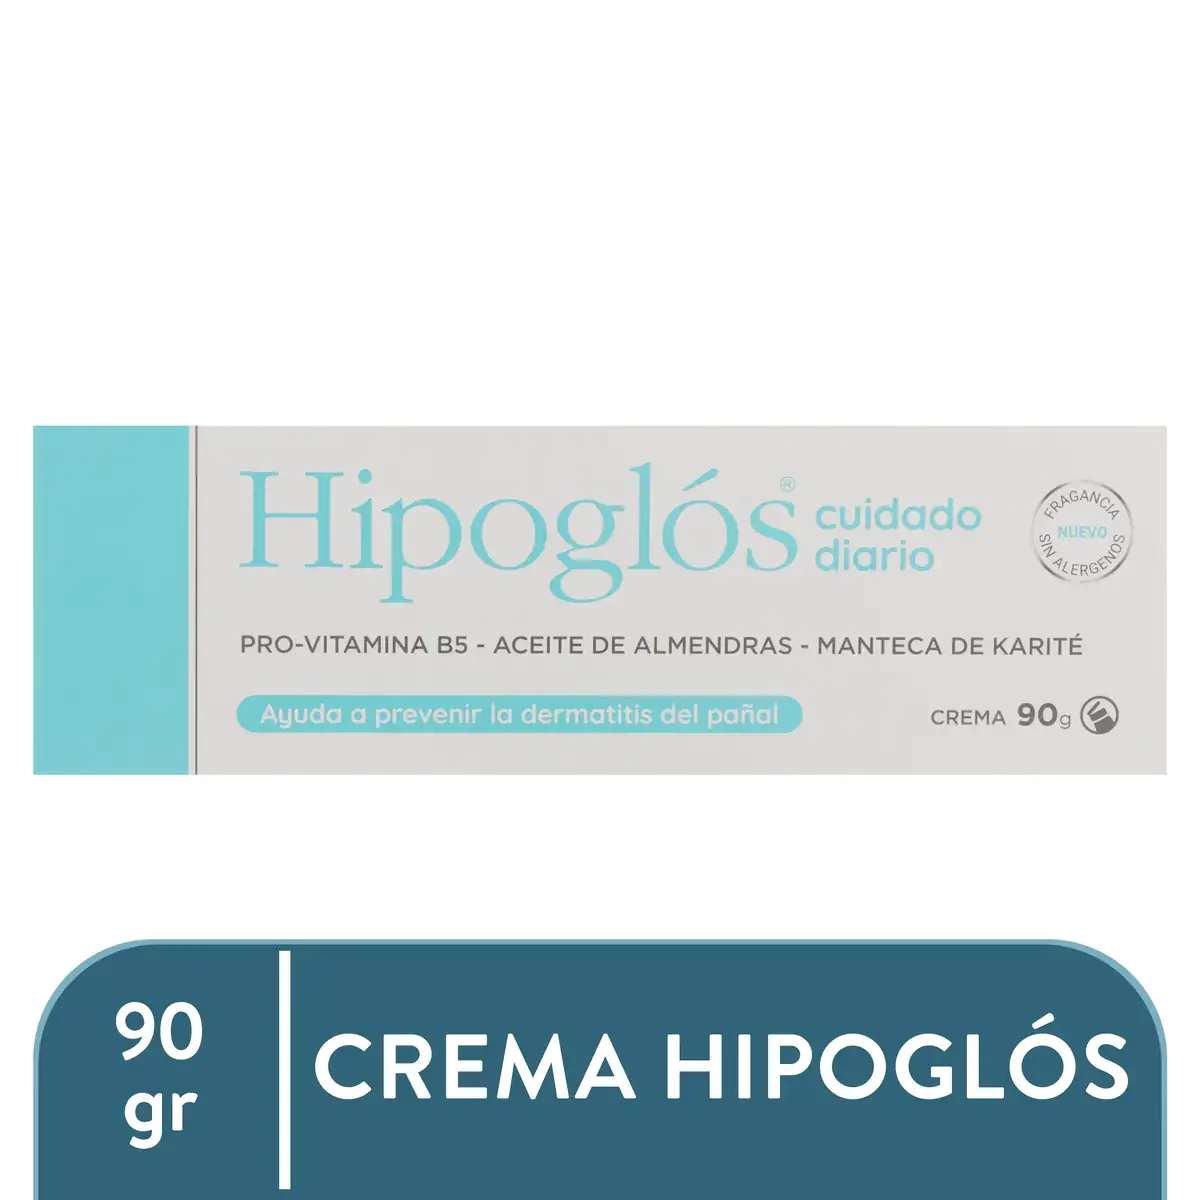 Hipoglós®
cuidado
diario
FRAGANCIA
NUEVO
SIN ALERGENOS
PRO-VITAMINA B5 - ACEITE DE ALMENDRAS - MANTECA DE KARITÉ
Ayuda a prevenir la dermatitis del pañal
CREMA 90g
90
gr
CREMA HIPOGLÓS